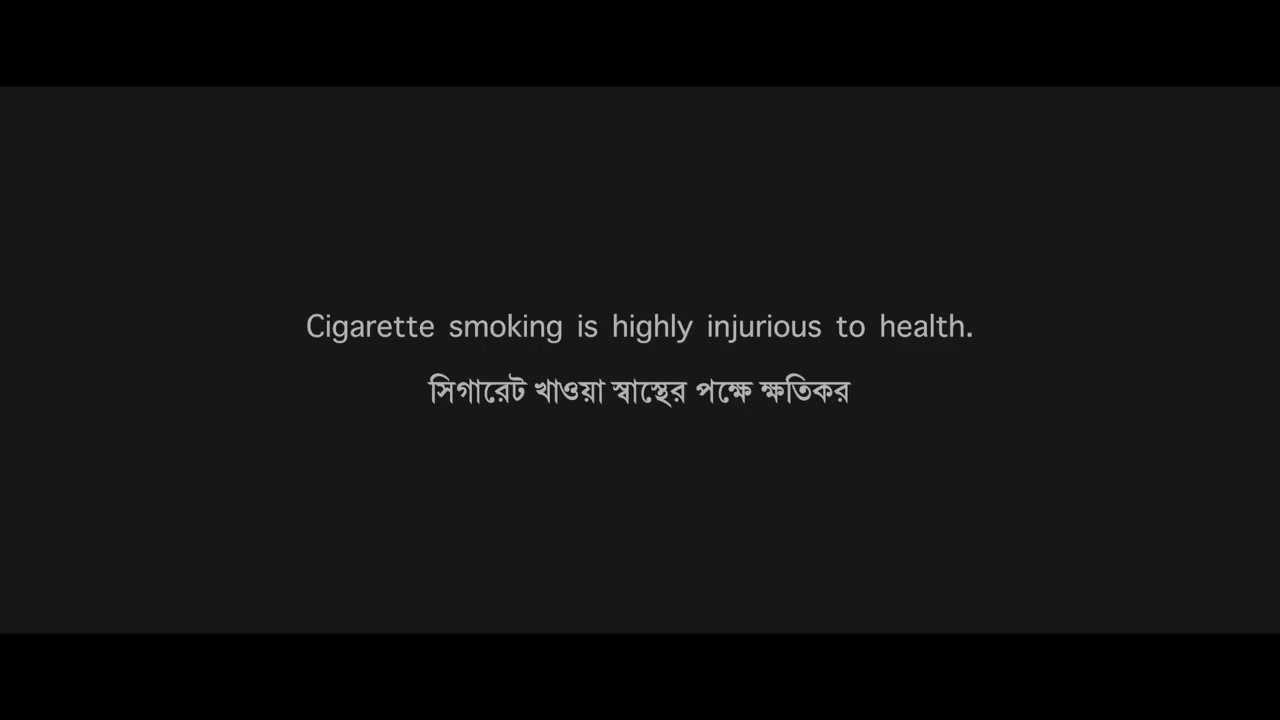 Cigarette smoking is highly injurious to health.
সিগারেট খাওয়া স্বাস্থের পক্ষে ক্ষতিকর